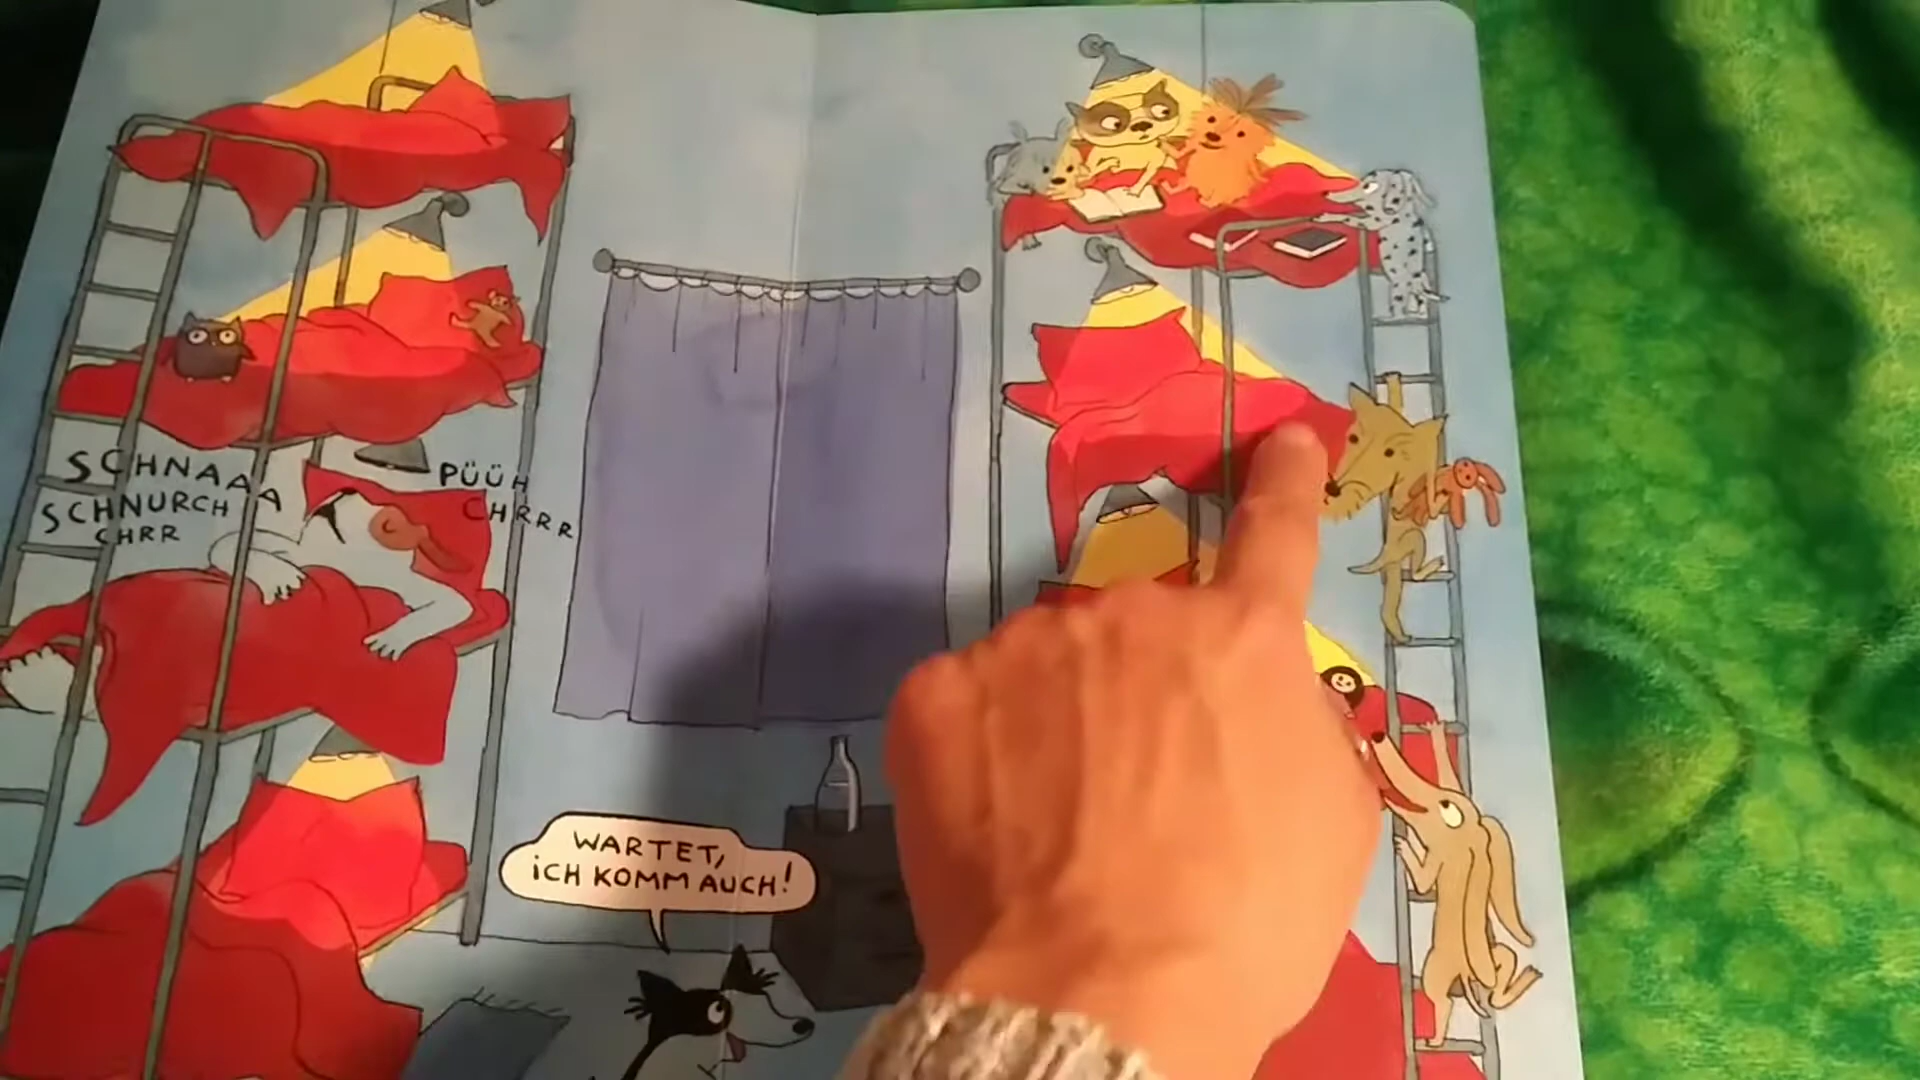 SCHNAAA
SCHNURCH
CHRR
PÜÜH
CHRRR
WARTET,
iCH KOMM AUCH!